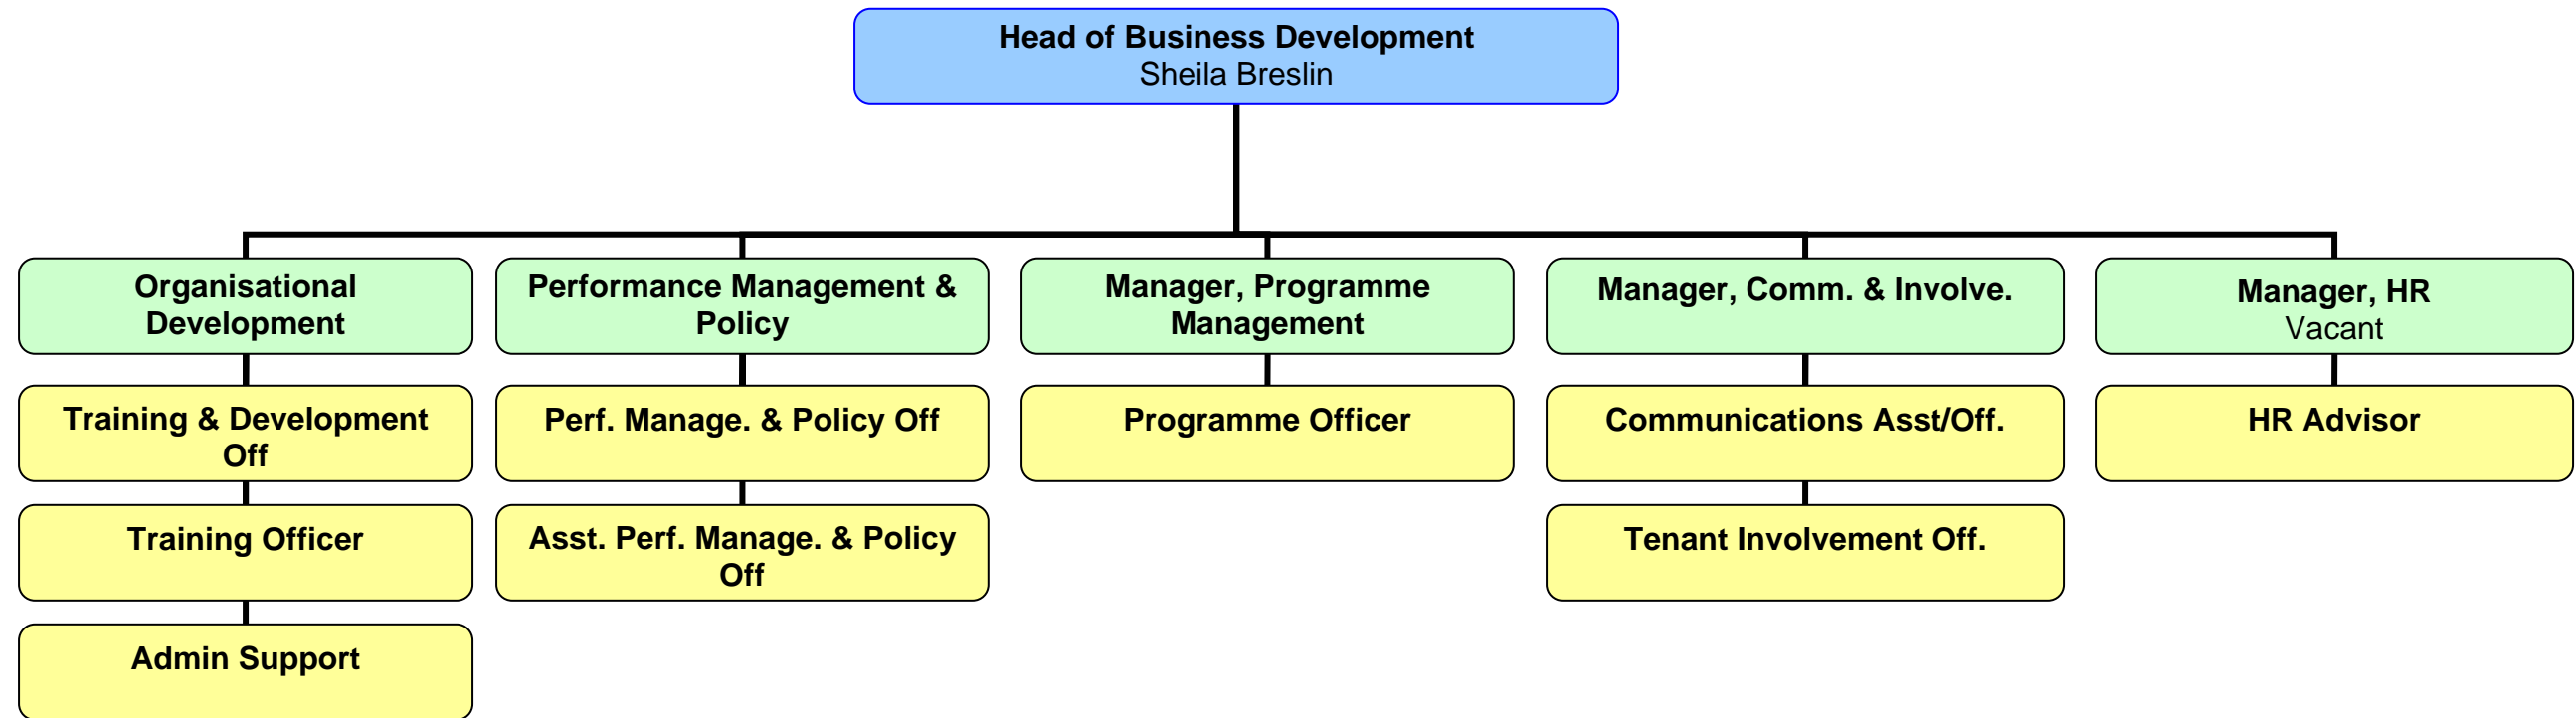 Head of Business Development
Sheila Breslin
Organisational
Development
Performance Management &
Policy
Manager, Programme
Management
Manager, Comm. & Involve.
Manager, HR
Vacant
Training & Development
Off
Perf. Manage. & Policy Off
Programme Officer
Communications Asst/Off.
HR Advisor
Training Officer
Asst. Perf. Manage. & Policy
Off
Tenant Involvement Off.
Admin Support